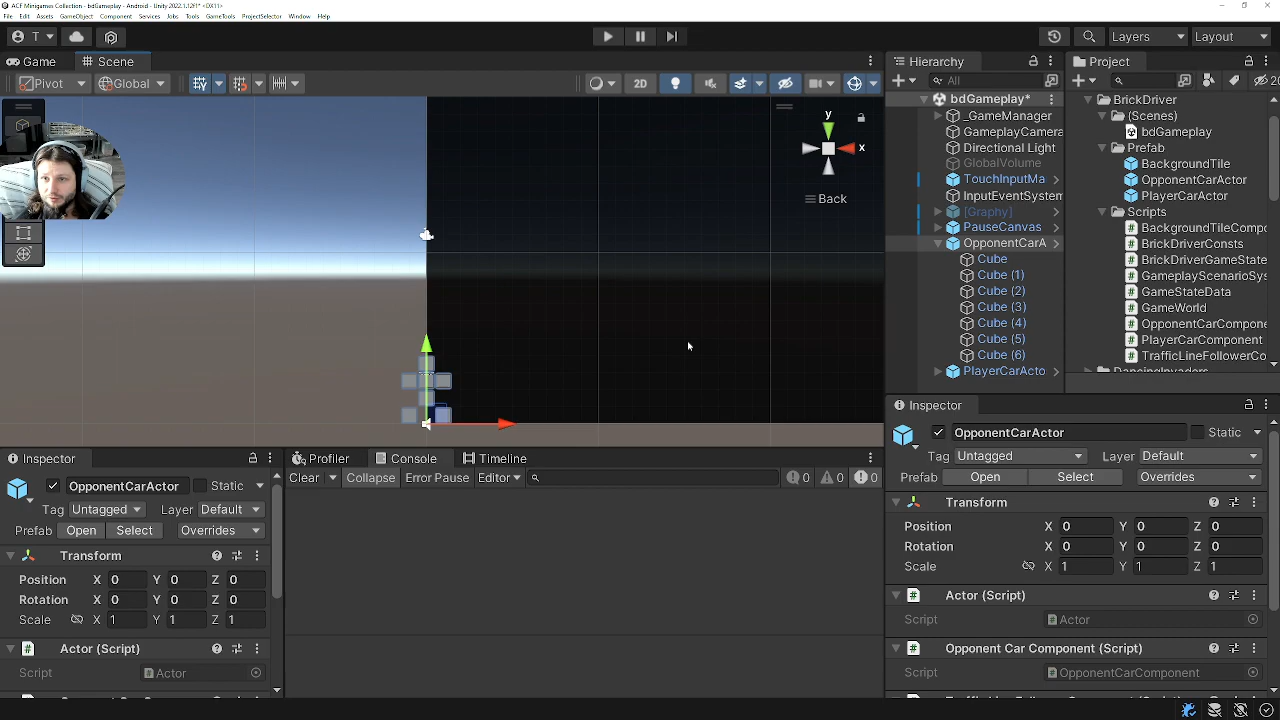 ACF Minigames Collection - bdGameplay - Android - Unity 2022.1.12f1* <DX11>
File Edit Assets GameObject Component Services Jobs Tools GameTools ProjectSelector Window Help
T
Layers
Layout
Game
Scene
Hierarchy
Project
Pivot
Global
2D
All
2
y
x
Back
bdGameplay*
_GameManager
GameplayCamera
Directional Light
GlobalVolume
TouchInputMa
InputEventSystem
[Graphy]
PauseCanvas
OpponentCarA
Cube
Cube (1)
Cube (2)
Cube (3)
Cube (4)
Cube (5)
Cube (6)
PlayerCarActo
BrickDriver
(Scenes)
bdGameplay
Prefab
BackgroundTile
OpponentCarActor
PlayerCarActor
Scripts
BackgroundTileCompo
BrickDriverConsts
BrickDriverGameState
GameplayScenarioSys
GameStateData
GameWorld
OpponentCarCompone
PlayerCarComponent
TrafficLineFollowerCo
DancingInvaders
Inspector
OpponentCarActor
Static
Tag Untagged
Layer Default
Prefab Open Select Overrides
Transform
Position X 0 Y 0 Z 0
Rotation X 0 Y 0 Z 0
Scale X 1 Y 1 Z 1
Actor (Script)
Script Actor
Profiler
Console
Timeline
Clear
Collapse
Error Pause
Editor
0 0 0
Inspector
OpponentCarActor
Static
Tag Untagged
Layer Default
Prefab Open Select Overrides
Transform
Position X 0 Y 0 Z 0
Rotation X 0 Y 0 Z 0
Scale X 1 Y 1 Z 1
Actor (Script)
Script Actor
Opponent Car Component (Script)
Script OpponentCarComponent